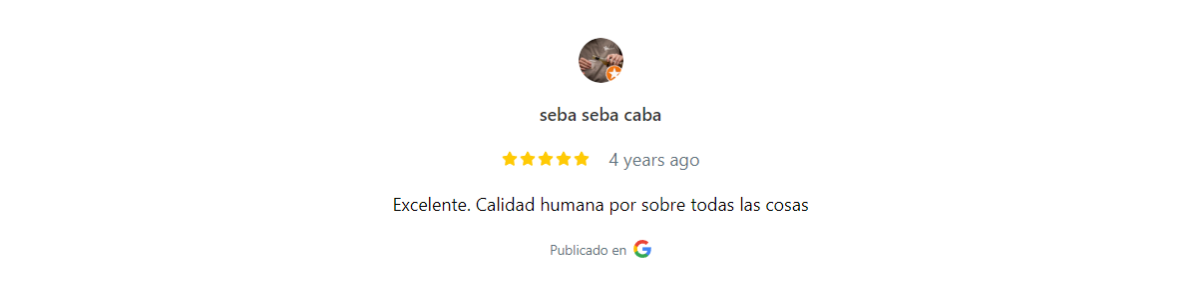 seba seba caba
4 years ago
Excelente. Calidad humana por sobre todas las cosas
Publicado en